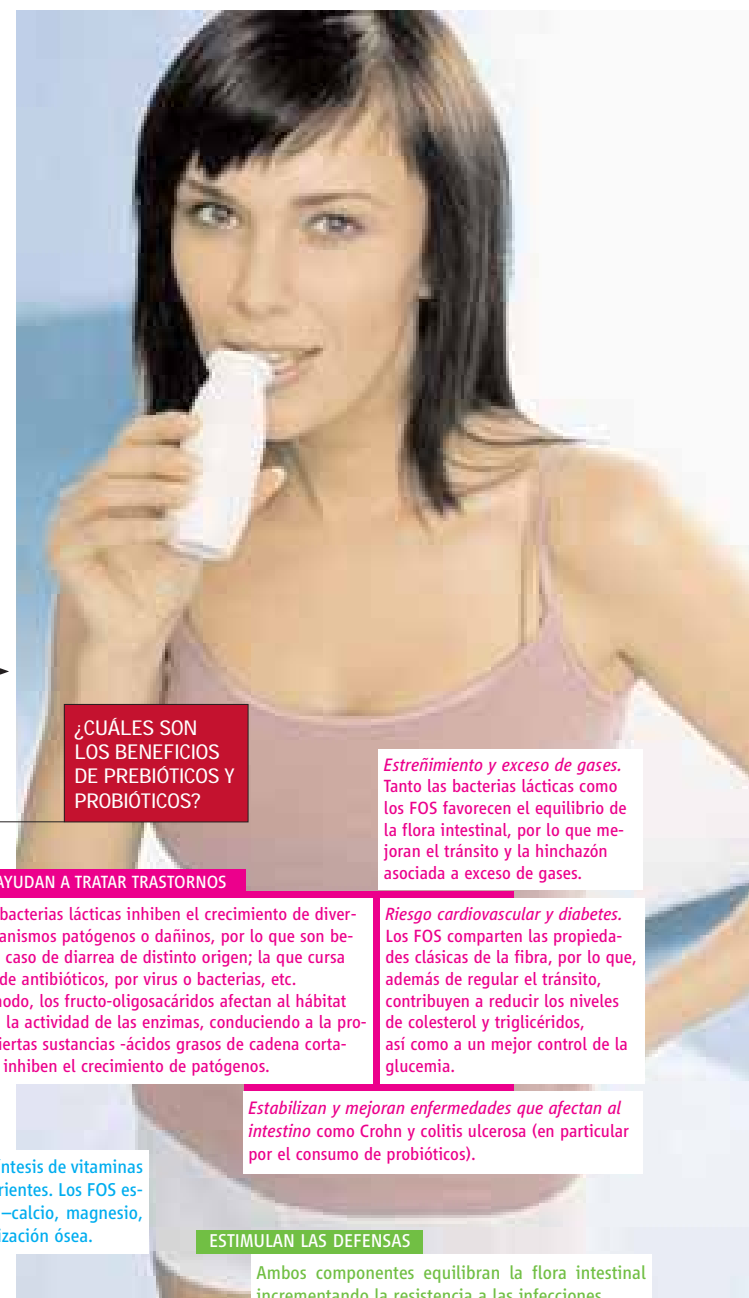 ¿CUÁLES SON
LOS BENEFICIOS
DE PREBIÓTICOS Y
PROBIÓTICOS?
Estreñimiento y exceso de gases.
Tanto las bacterias lácticas como
los FOS favorecen el equilibrio de
la flora intestinal, por lo que me-
joran el tránsito y la hinchazón
asociada a exceso de gases.
AYUDAN A TRATAR TRASTORNOS
bacterias lácticas inhiben el crecimiento de diver-
anismos patógenos o dañinos, por lo que son be-
caso de diarrea de distinto origen; la que cursa
de antibióticos, por virus o bacterias, etc.
nodo, los fructo-oligosacáridos afectan al hábitat
la actividad de las enzimas, conduciendo a la pro-
iertas sustancias -ácidos grasos de cadena corta-
inhiben el crecimiento de patógenos.
Riesgo cardiovascular y diabetes.
Los FOS comparten las propieda-
des clásicas de la fibra, por lo que,
además de regular el tránsito,
contribuyen a reducir los niveles
de colesterol y triglicéridos,
así como a un mejor control de la
glucemia.
Estabilizan y mejoran enfermedades que afectan al
intestino como Crohn y colitis ulcerosa (en particular
por el consumo de probióticos).
íntesis de vitaminas
rientes. Los FOS es-
–calcio, magnesio,
ización ósea.
ESTIMULAN LAS DEFENSAS
Ambos componentes equilibran la flora intestinal
incrementando la resistencia a las infecciones